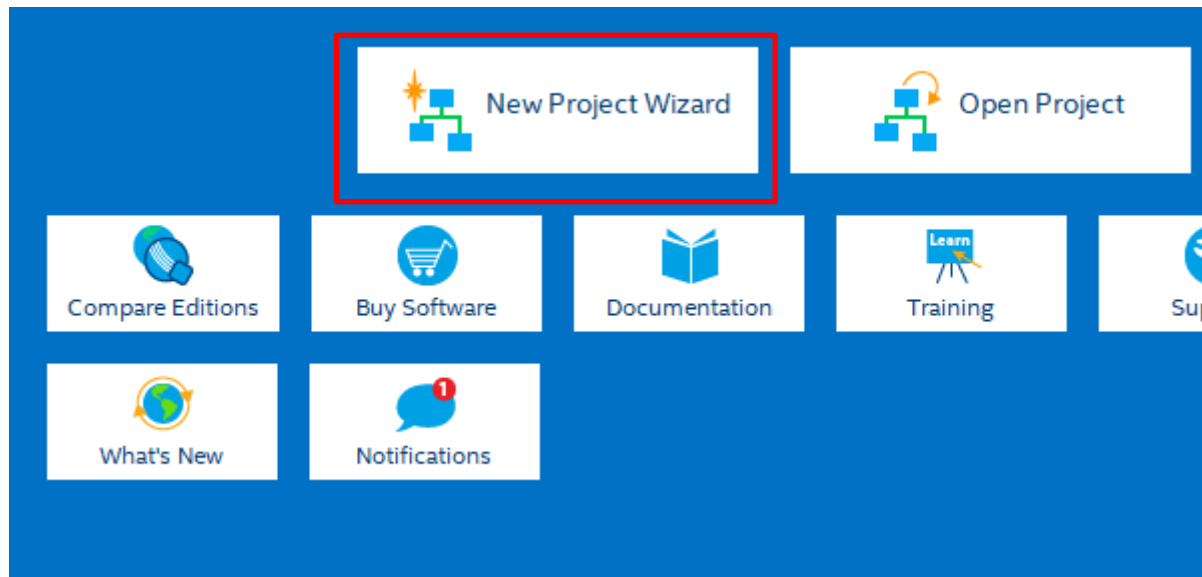 New Project Wizard
Open Project
Learn
Compare Editions
Buy Software
Documentation
Training
1
What's New
Notifications